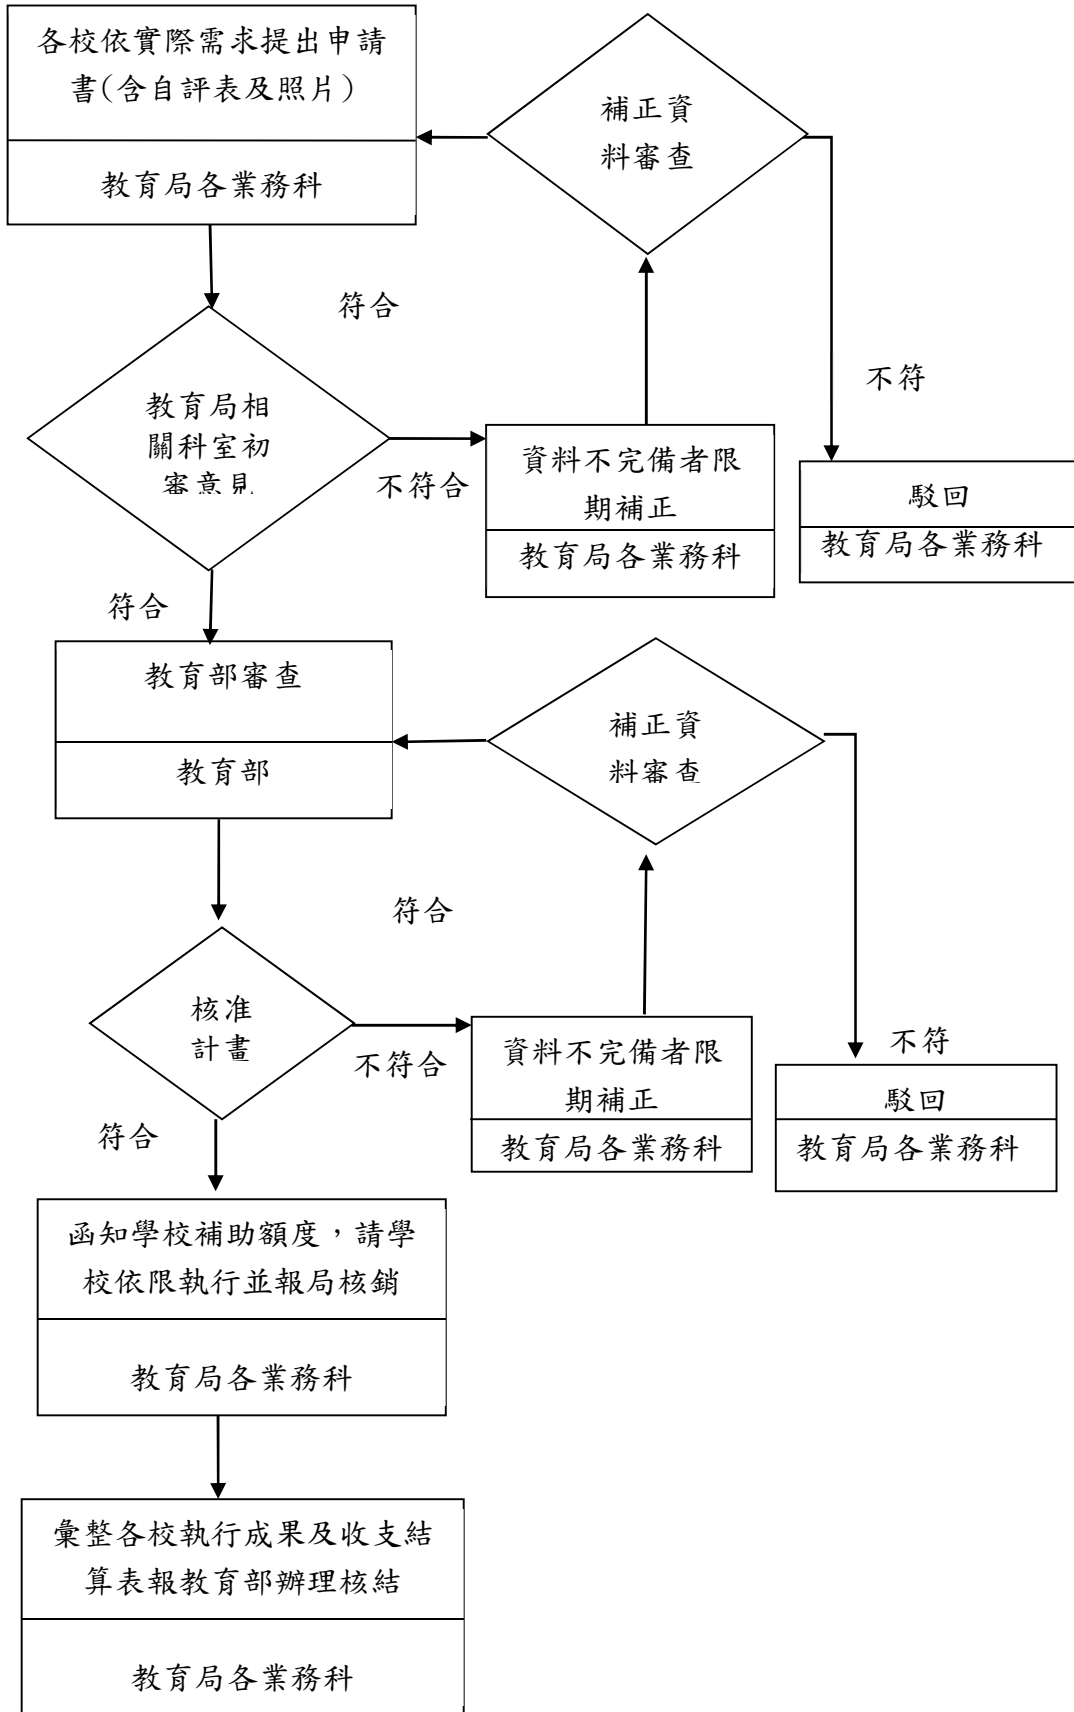 各校依實際需求提出申請
書(含自評表及照片)
教育局各業務科
補正資
料審查
符合
不符
教育局相
關科室初
審意見
不符合
資料不完備者限
期補正
教育局各業務科
駁回
教育局各業務科
符合
教育部審查
教育部
補正資
料審查
符合
核准
計畫
不符合
資料不完備者限
期補正
教育局各業務科
不符
駁回
教育局各業務科
符合
函知學校補助額度，請學
校依限執行並報局核銷
教育局各業務科
彙整各校執行成果及收支結
算表報教育部辦理核結
教育局各業務科